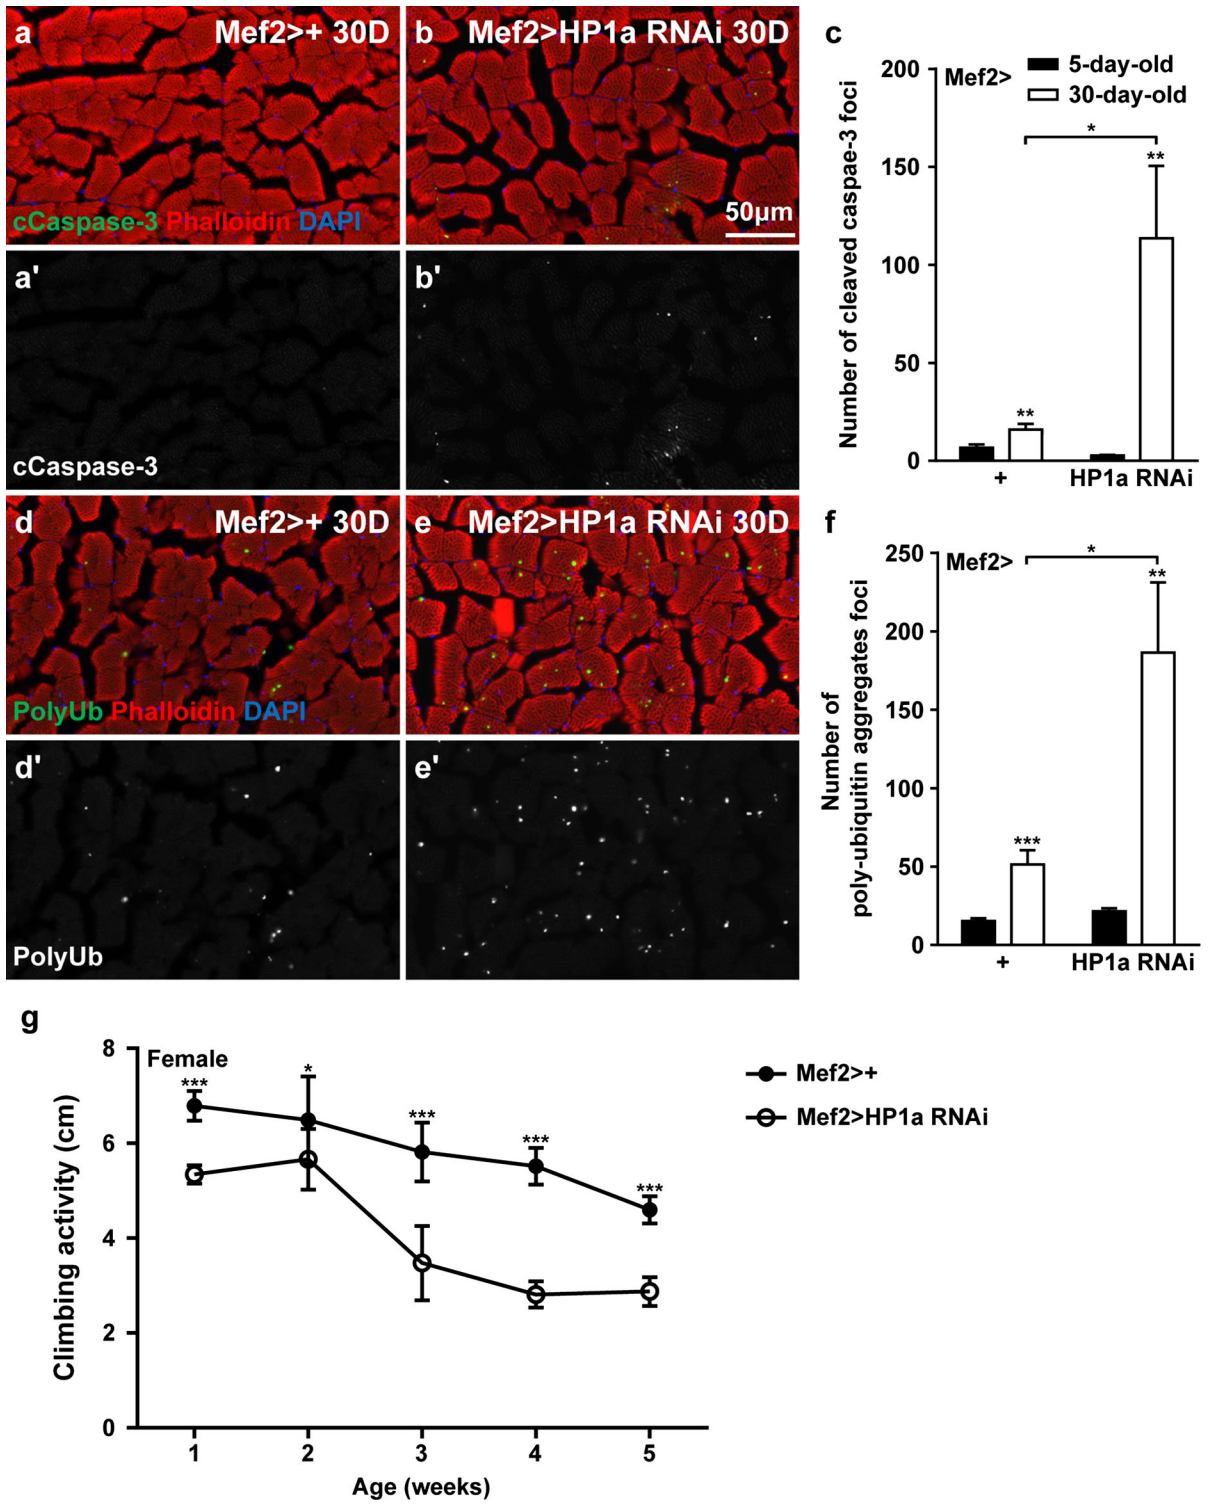 a
Mef2>+ 30D
cCaspase-3 Phalloidin DAPI
b
Mef2>HP1a RNAi 30D
50μm
a'
cCaspase-3
b'
c
Number of cleaved caspae-3 foci
200
150
100
50
0
Mef2>
5-day-old
30-day-old
*
**
**
+
HP1a RNAi
d
Mef2>+ 30D
PolyUb Phalloidin DAPI
e
Mef2>HP1a RNAi 30D
d'
PolyUb
e'
f
Number of
poly-ubiquitin aggregates foci
250
200
150
100
50
0
Mef2>
*
***
**
+
HP1a RNAi
g
Climbing activity (cm)
8
6
4
2
0
Female
***
*
***
***
***
1 2 3 4 5
Age (weeks)
Mef2>+
Mef2>HP1a RNAi